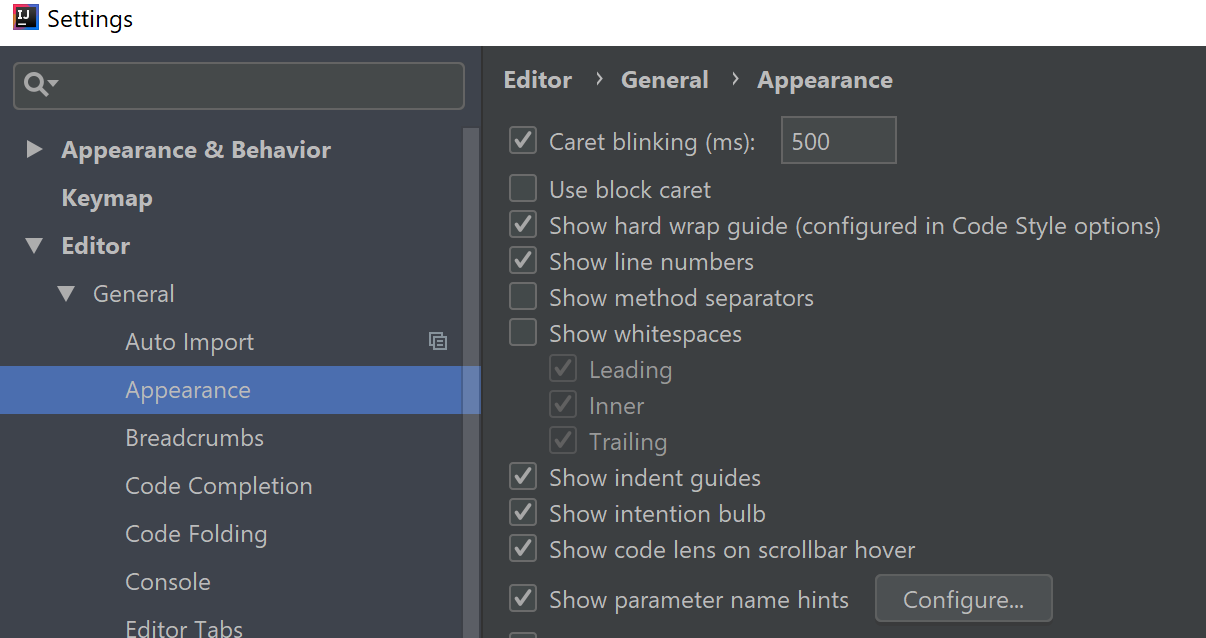 IJ Settings
Editor › General › Appearance
Appearance & Behavior
Keymap
Editor
General
Auto Import
Appearance
Breadcrumbs
Code Completion
Code Folding
Console
Editor Tabs
Caret blinking (ms): 500
Use block caret
Show hard wrap guide (configured in Code Style options)
Show line numbers
Show method separators
Show whitespaces
Leading
Inner
Trailing
Show indent guides
Show intention bulb
Show code lens on scrollbar hover
Show parameter name hints Configure...